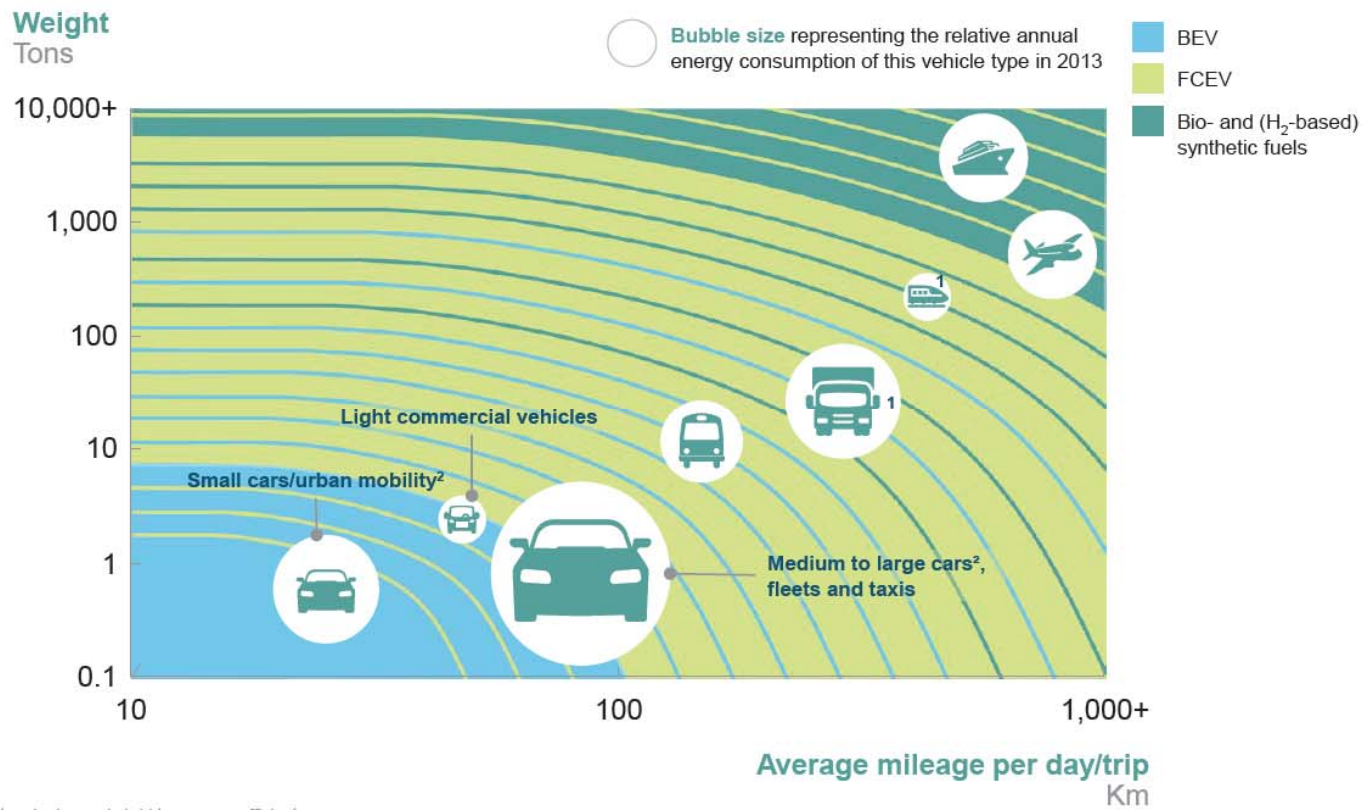 Weight
Tons
Bubble size representing the relative annual
energy consumption of this vehicle type in 2013
BEV
FCEV
Bio- and (H₂-based)
synthetic fuels
10,000+
1,000
100
10
1
0.1
1
1
Light commercial vehicles
Small cars/urban mobility²
Medium to large cars²,
fleets and taxis
10
100
1,000+
Average mileage per day/trip
Km